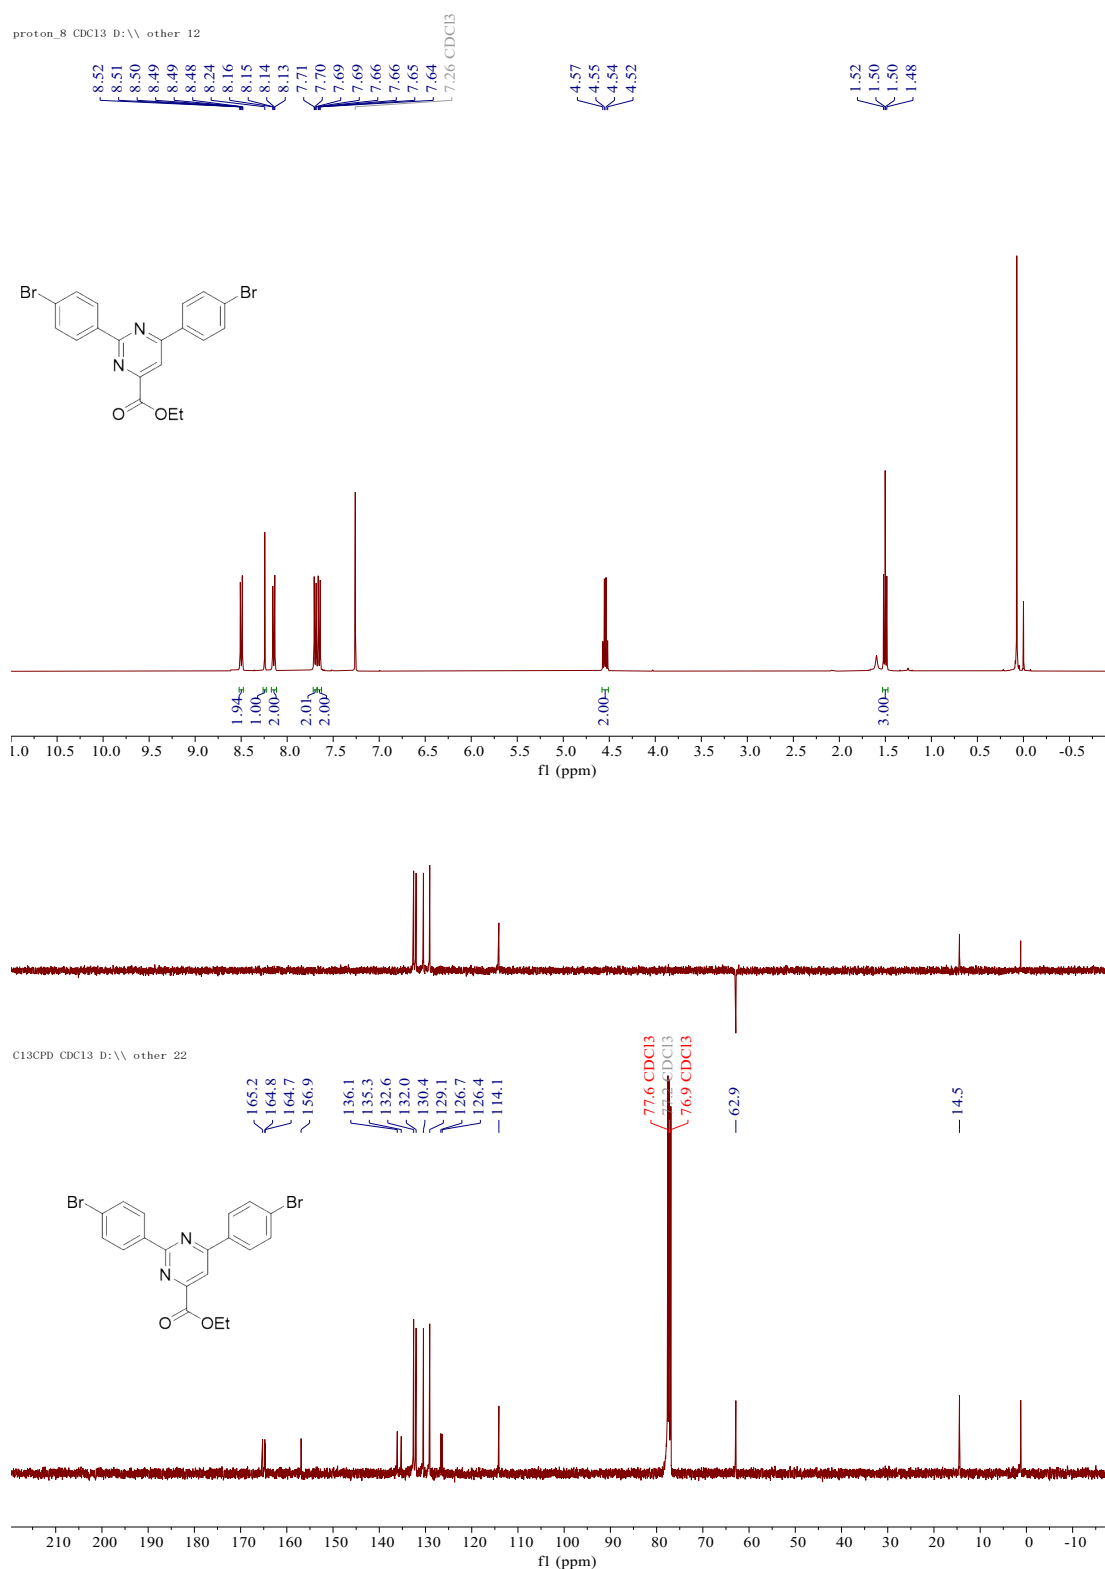 proton_8 CDCl3 D:\\ other 12
8.52
8.51
8.50
8.49
8.49
8.48
8.24
8.16
8.15
8.14
8.13
7.71
7.70
7.69
7.69
7.66
7.66
7.65
7.64
7.26 CDCl3
4.57
4.55
4.54
4.52
1.52
1.50
1.50
1.48
Br
Br
N
N
O
OEt
1.94
1.00
2.00
2.01
2.00
2.00
3.00
1.0 10.5 10.0 9.5 9.0 8.5 8.0 7.5 7.0 6.5 6.0 5.5 5.0 4.5 4.0 3.5 3.0 2.5 2.0 1.5 1.0 0.5 0.0 -0.5
f1 (ppm)
C13CPD CDCl3 D:\\ other 22
165.2
164.8
164.7
156.9
136.1
135.3
132.6
132.0
130.4
129.1
126.7
126.4
114.1
77.6 CDCl3
77.2 CDCl3
76.9 CDCl3
62.9
14.5
Br
Br
N
N
O
OEt
210 200 190 180 170 160 150 140 130 120 110 100 90 80 70 60 50 40 30 20 10 0 -10
f1 (ppm)